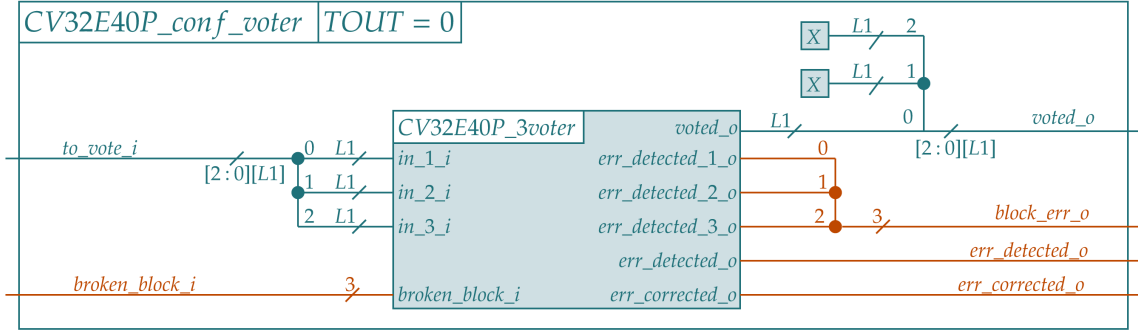 CV32E40P_conf_voter TOUT = 0
X L1 2
X L1 1
0
CV32E40P_3voter voted_o L1 voted_o
[2 : 0][L1]
to_vote_i 0 L1 in_1_i err_detected_1_o 0
[2 : 0][L1]
1 L1 in_2_i err_detected_2_o 1
2 L1 in_3_i err_detected_3_o 2 3 block_err_o
err_detected_o err_detected_o
broken_block_i 3 broken_block_i err_corrected_o err_corrected_o